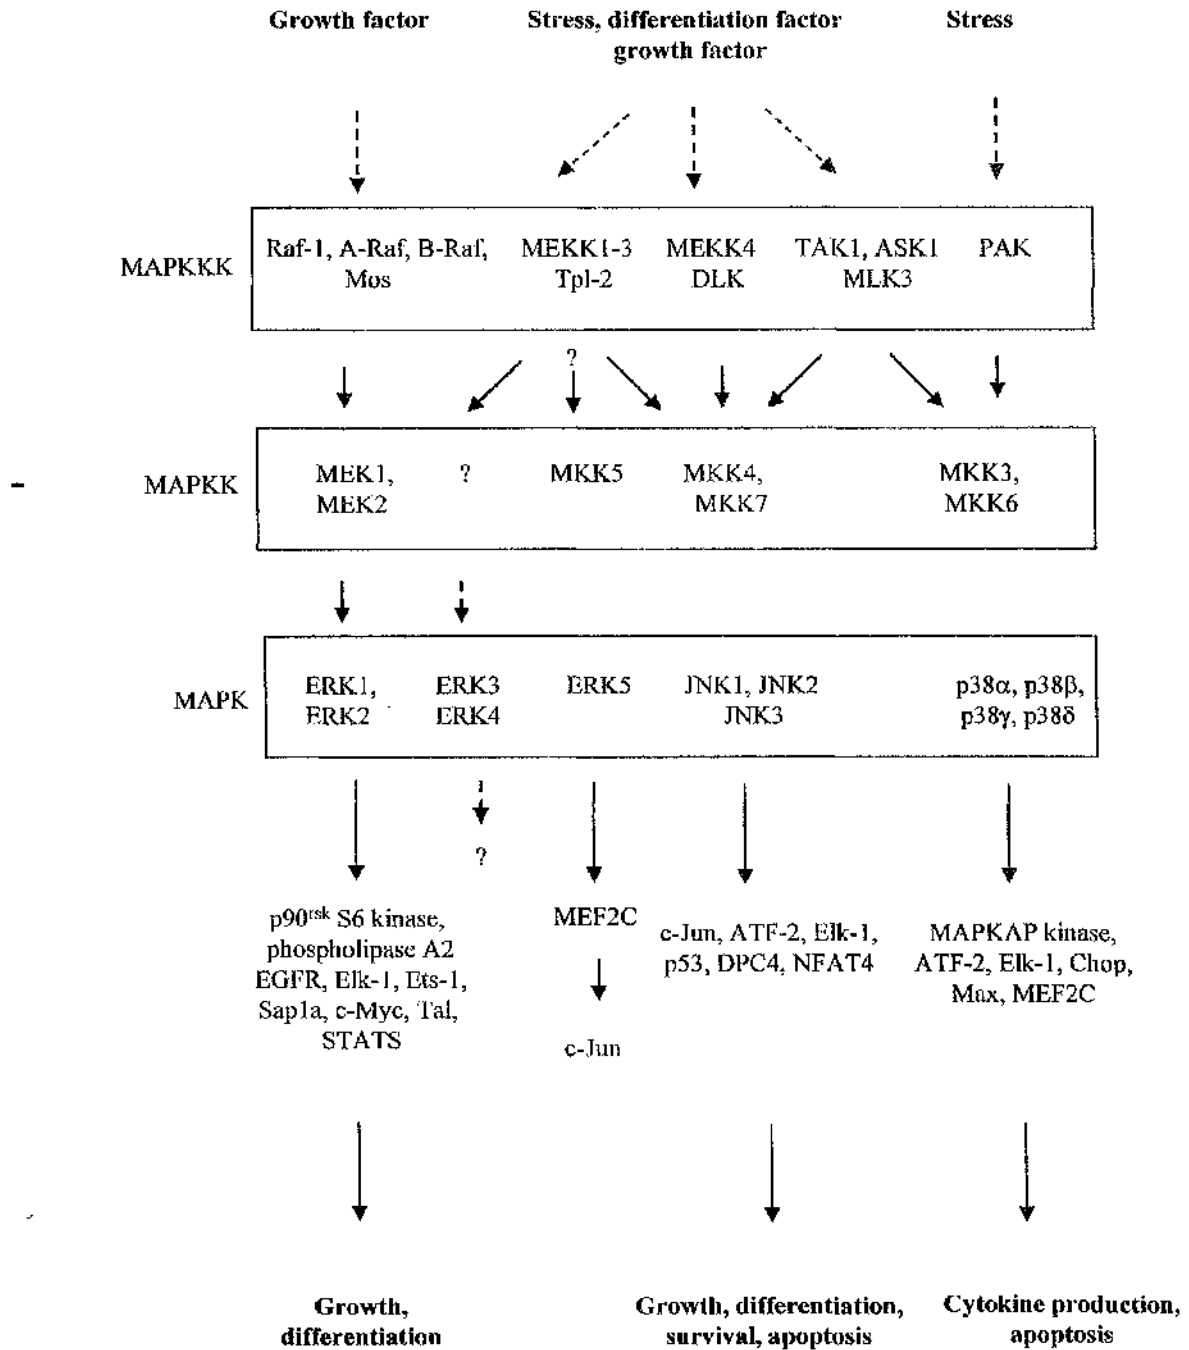 Growth factor
Stress, differentiation factor
growth factor
Stress
MAPKKK
Raf-1, A-Raf, B-Raf,
Mos
MEKK1-3
Tpl-2
MEKK4
DLK
TAK1, ASK1
MLK3
PAK
?
MAPKK
MEK1,
MEK2
?
MKK5
MKK4,
MKK7
MKK3,
MKK6
MAPK
ERK1,
ERK2
ERK3
ERK4
ERK5
JNK1, JNK2
JNK3
p38α, p38β,
p38γ, p38δ
?
p90rsk S6 kinase,
phospholipase A2
EGFR, Elk-1, Ets-1,
Sap1a, c-Myc, Tal,
STATS
MEF2C
c-Jun
c-Jun, ATF-2, Elk-1,
p53, DPC4, NFAT4
MAPKAP kinase,
ATF-2, Elk-1, Chop,
Max, MEF2C
Growth,
differentiation
Growth, differentiation,
survival, apoptosis
Cytokine production,
apoptosis